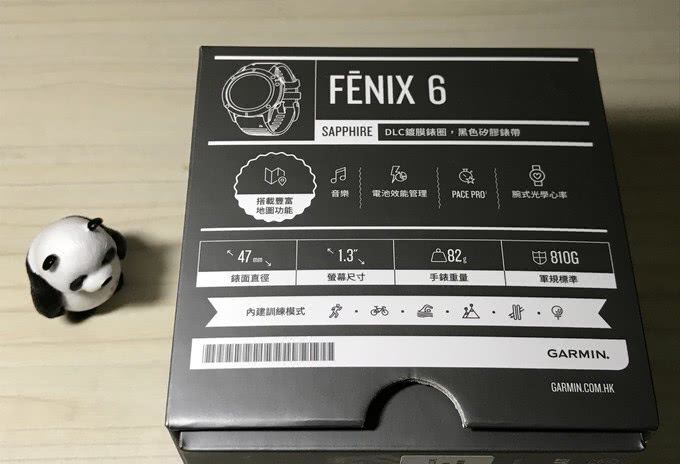 FĒNIX 6
SAPPHIRE DLC鍍膜錶圈，黑色矽膠錶帶
搭載豐富
地圖功能
音樂
電池效能管理
PACE PRO
腕式光學心率
47 mm
1.3"
82 g
810G
錶面直徑
螢幕尺寸
手錶重量
軍規標準
內建訓練模式
GARMIN.
GARMIN.COM.HK